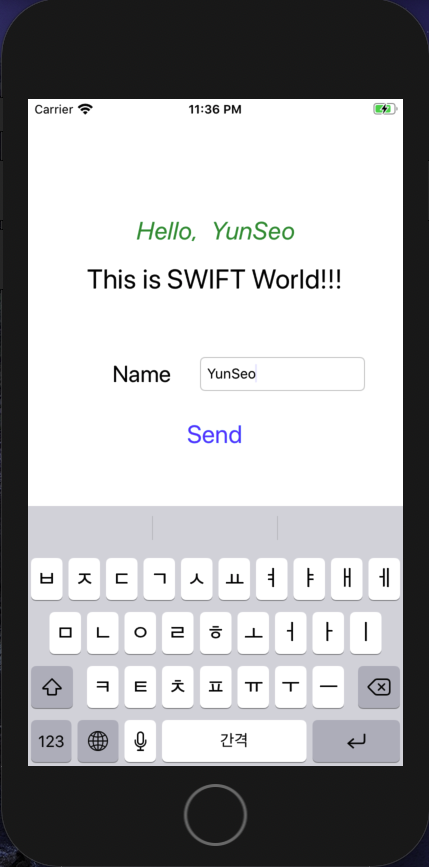 Carrier 11:36 PM
Hello, YunSeo
This is SWIFT World!!!
Name YunSeo
Send
ㅂ ㅈ ㄷ ㄱ ㅅ ㅛ ㅕ ㅑ ㅐ ㅔ
ㅁ ㄴ ㅇ ㄹ ㅎ ㅗ ㅓ ㅏ ㅣ
ㅋ ㅌ ㅊ ㅍ ㅠ ㅜ ㅡ
123 간격